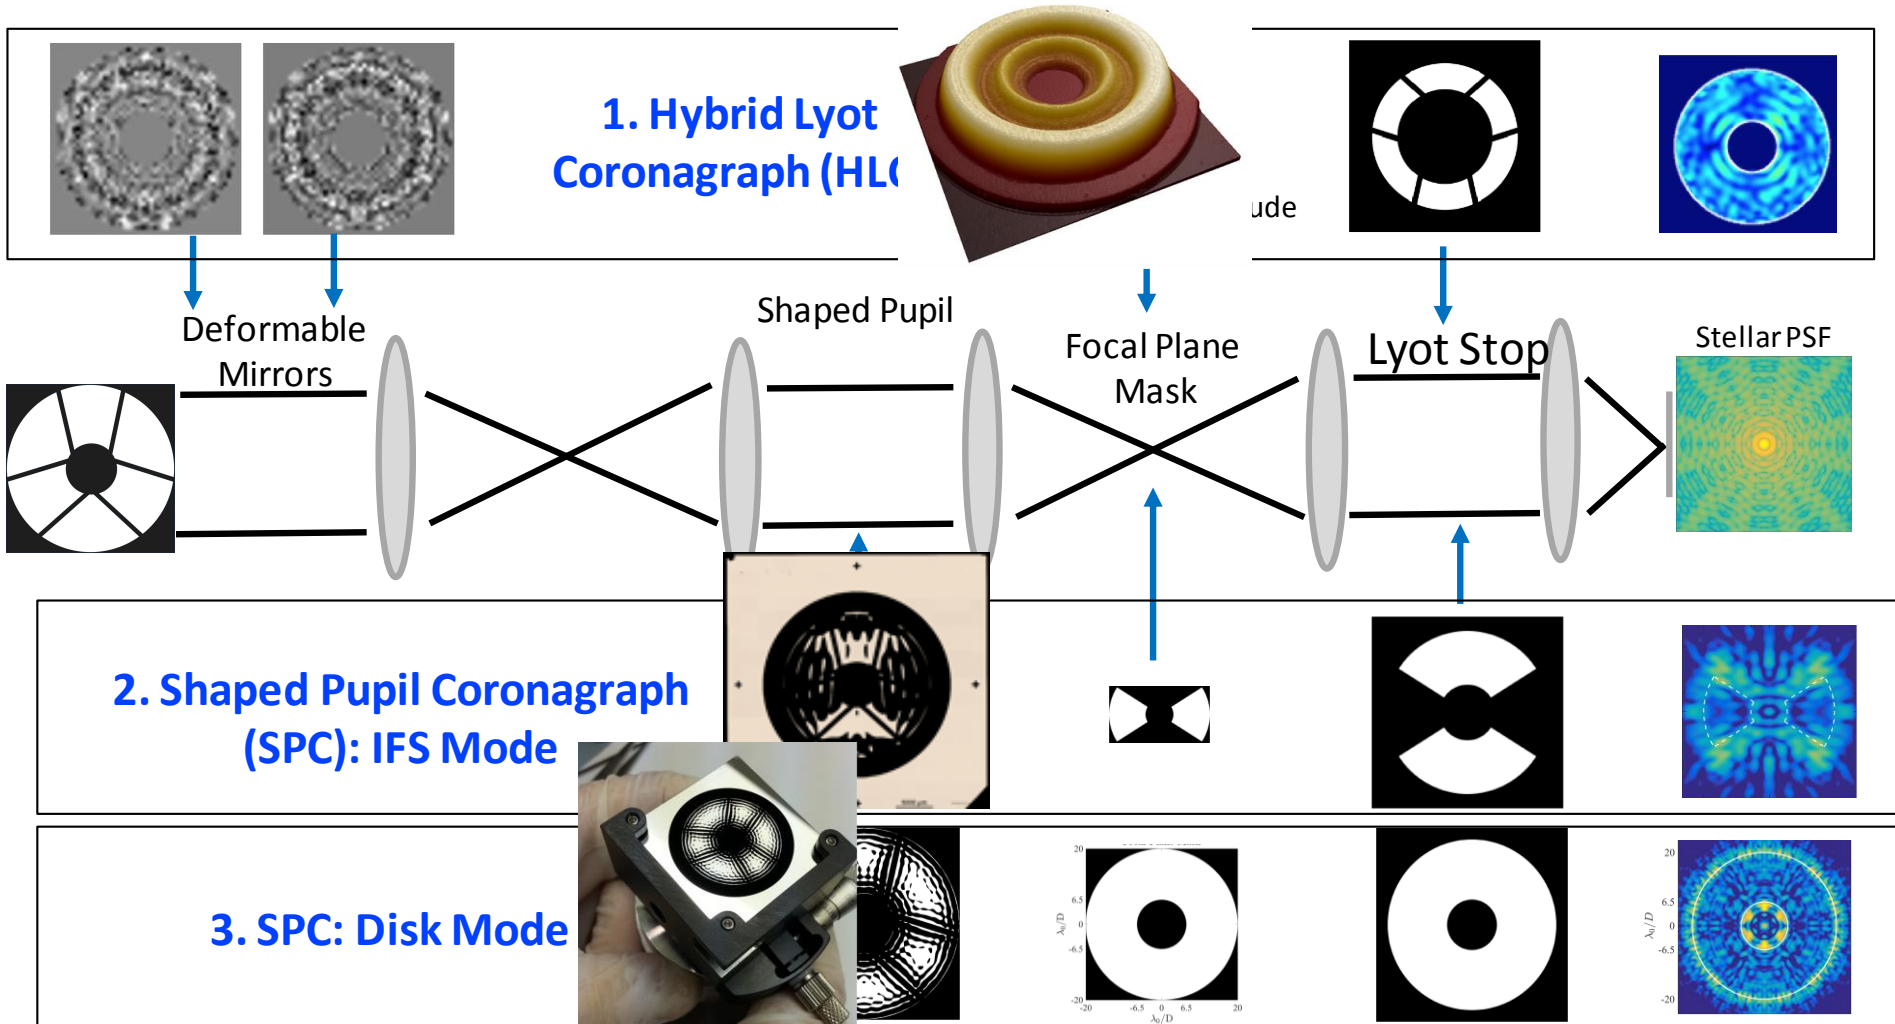 1. Hybrid Lyot
Coronagraph (HLC
ude
Deformable
Mirrors
Shaped Pupil
Focal Plane
Mask
Lyot Stop
Stellar PSF
2. Shaped Pupil Coronagraph
(SPC): IFS Mode
3. SPC: Disk Mode
20
6.5
0
-6.5
-20
λ₀/D
-20 -6.5 0 6.5 20
λ₀/D
20
6.5
0
-6.5
-20
λ₀/D